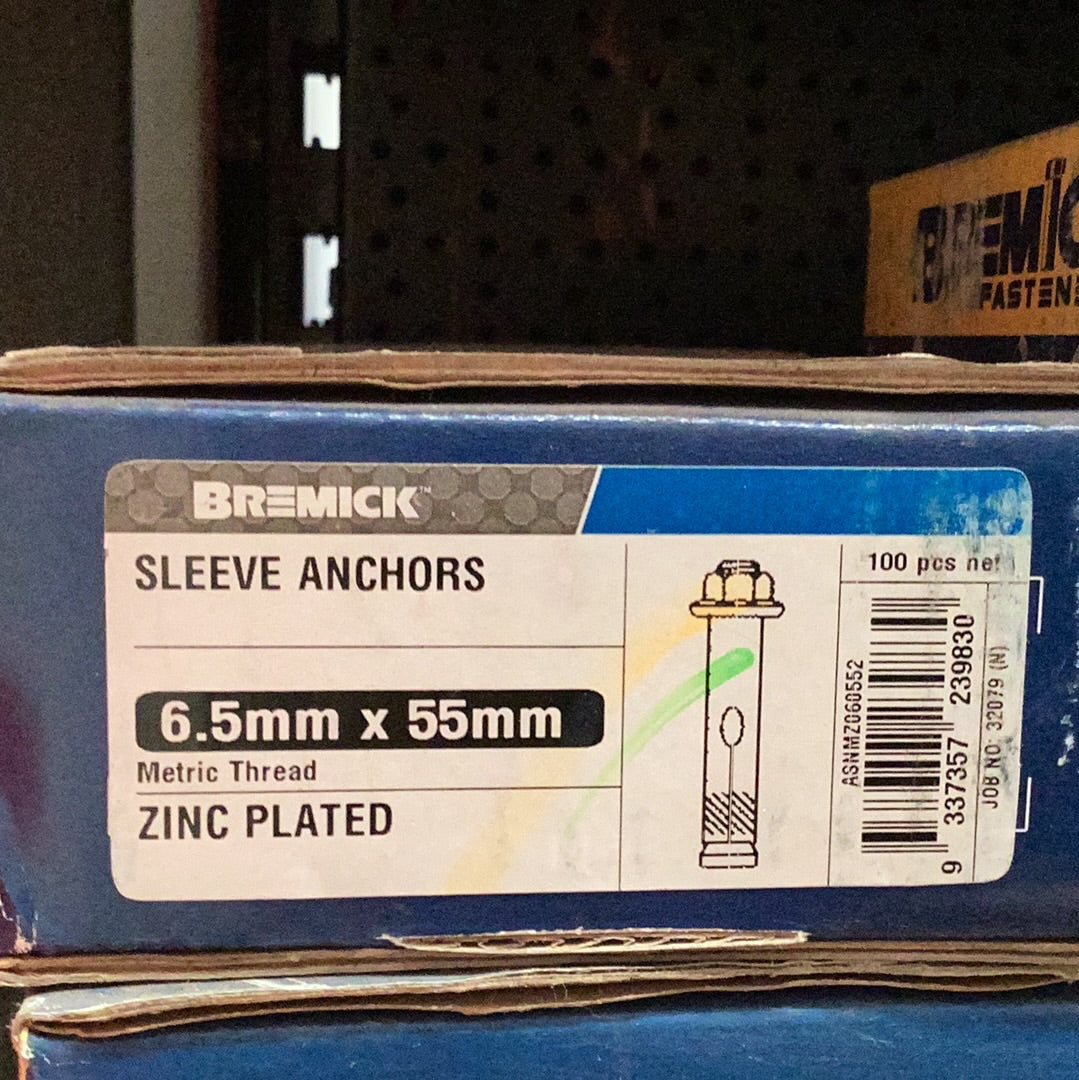 BREMICK™
SLEEVE ANCHORS
6.5mm x 55mm
Metric Thread
ZINC PLATED
100 pcs net
ASNMZ060552
9 337357 239830
JOB NO: 32079 (N)
BREMIC
FASTENE